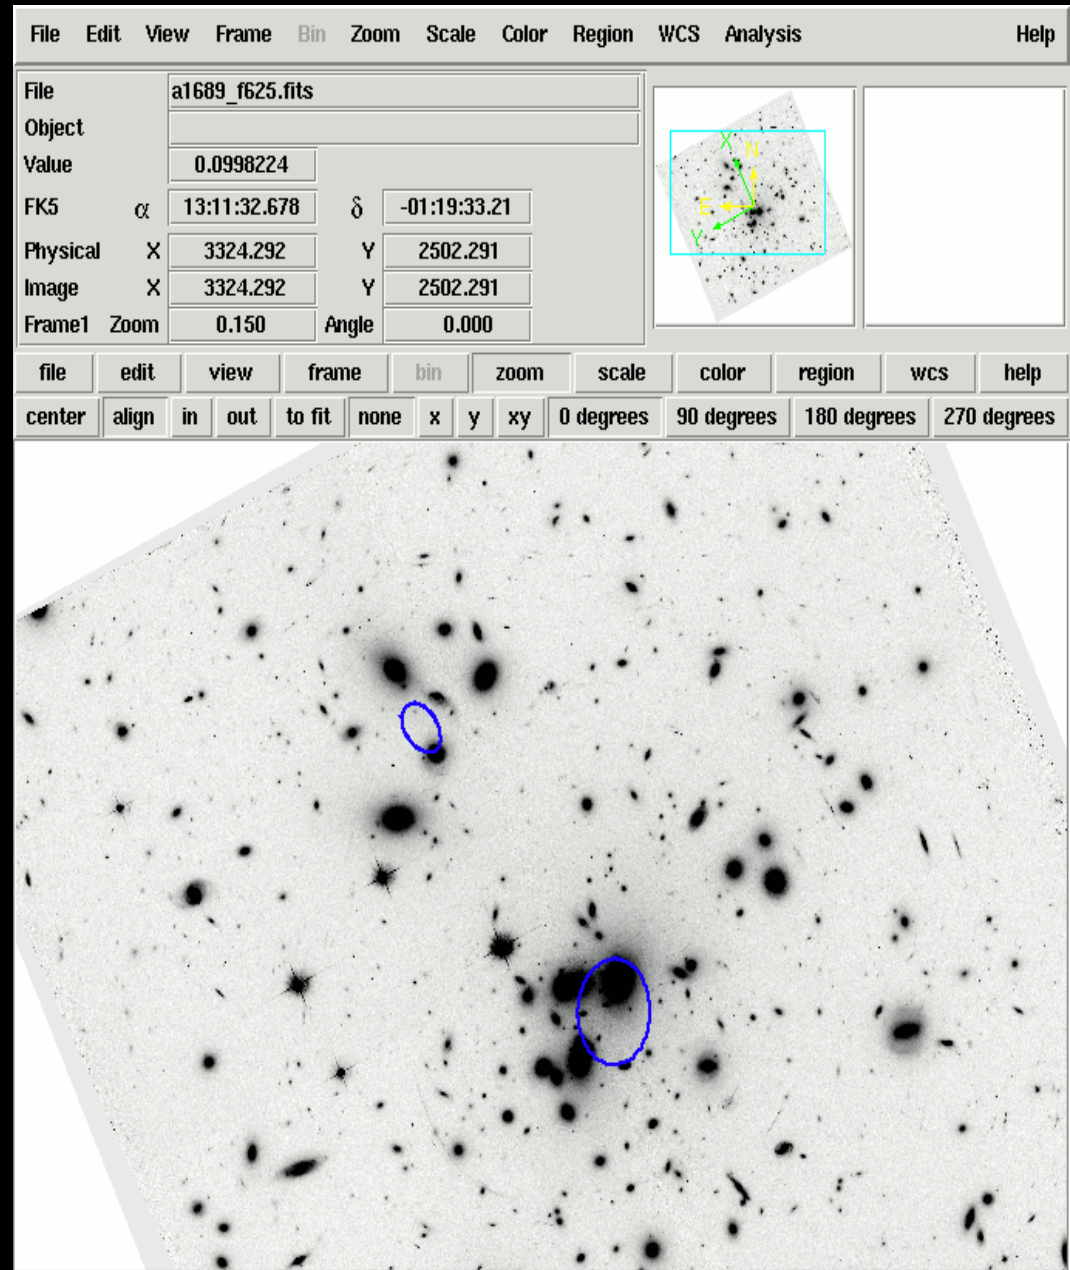 File Edit View Frame Bin Zoom Scale Color Region WCS Analysis Help
File a1689_f625.fits
Object
Value 0.0998224
FK5 α 13:11:32.678 δ -01:19:33.21
Physical X 3324.292 Y 2502.291
Image X 3324.292 Y 2502.291
Frame1 Zoom 0.150 Angle 0.000
X N
E
Y
file edit view frame bin zoom scale color region wcs help
center align in out to fit none x y xy 0 degrees 90 degrees 180 degrees 270 degrees